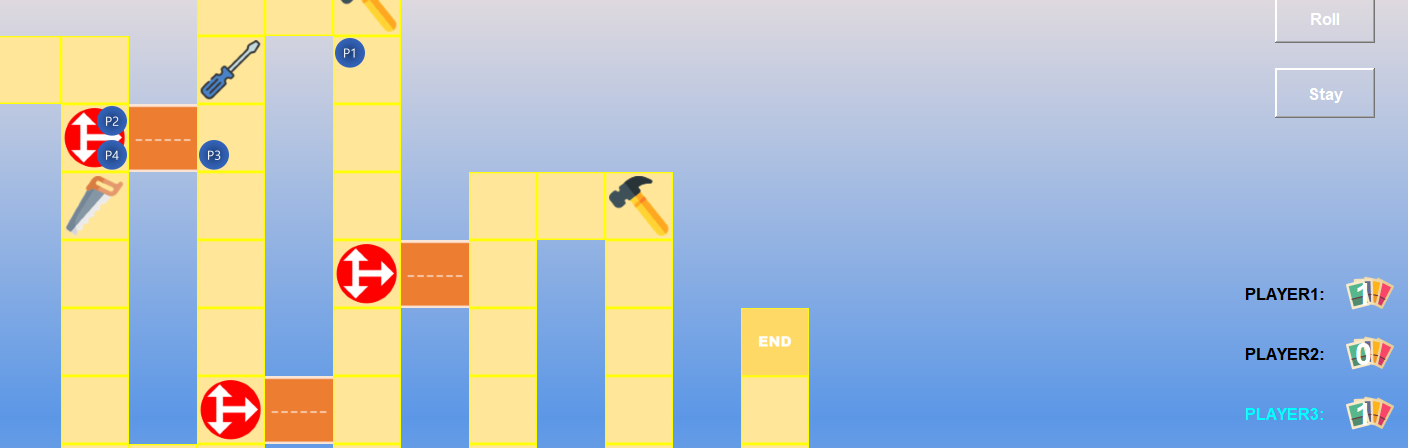 Roll
P1
Stay
P2
P4
P3
PLAYER1: 1
END
PLAYER2: 0
PLAYER3: 1